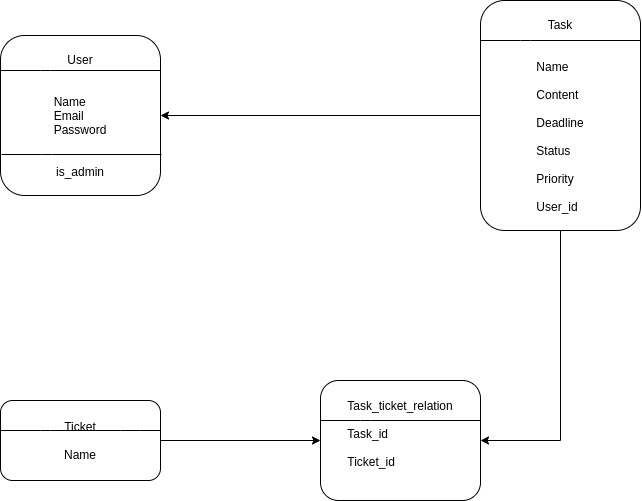 User
Name
Email
Password
is_admin
Task
Name
Content
Deadline
Status
Priority
User_id
Ticket
Name
Task_ticket_relation
Task_id
Ticket_id